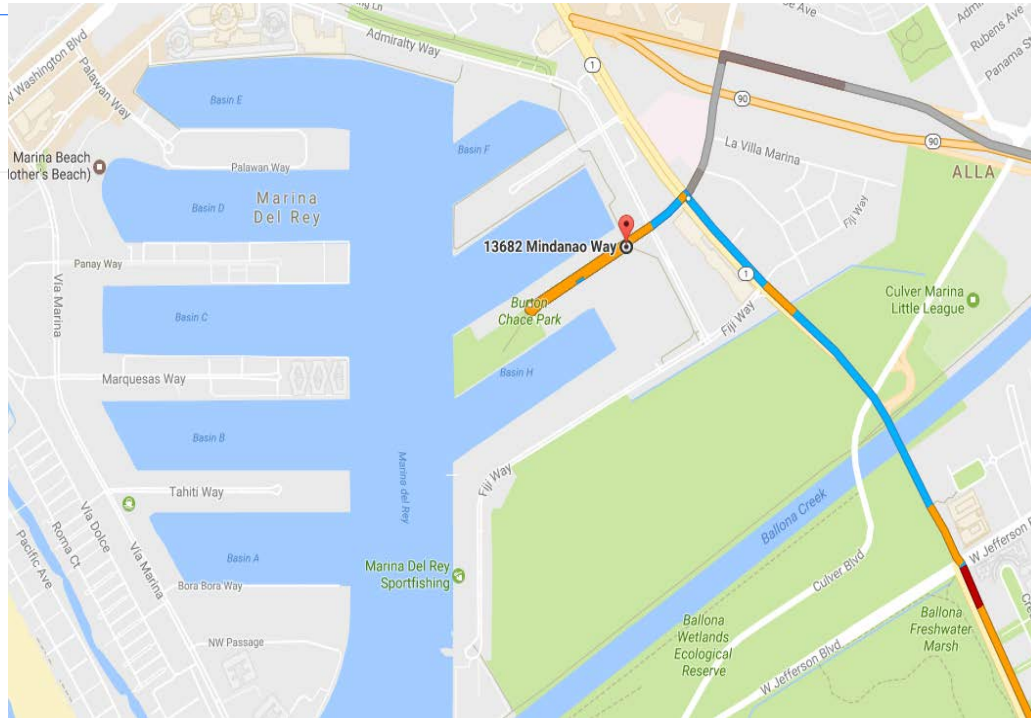 Admiralty Way
Adm
Rubens Ave
Panama St
W Washington Blvd
Palawan Way
1
90
Basin E
Basin F
La Villa Marina
90
Marina Beach
Palawan Way
ALLA
Basin D
Marina
Del Rey
Fiji Way
13682 Mindanao Way
Panay Way
1
Via Marina
Culver Marina
Little League
Burton
Chace Park
Basin C
Fiji Way
Basin H
Marquesas Way
Basin B
Marina del Rey
Fiji Way
Tahiti Way
Ballona Creek
Via Dolce
Roma Ct
Pacific Ave
Via Marina
Basin A
Marina Del Rey
Sportfishing
W Jefferson Blvd
Culver Blvd
Bora Bora Way
Ballona
Wetlands
Ecological
Reserve
Ballona
Freshwater
Marsh
NW Passage
W Jefferson Blvd